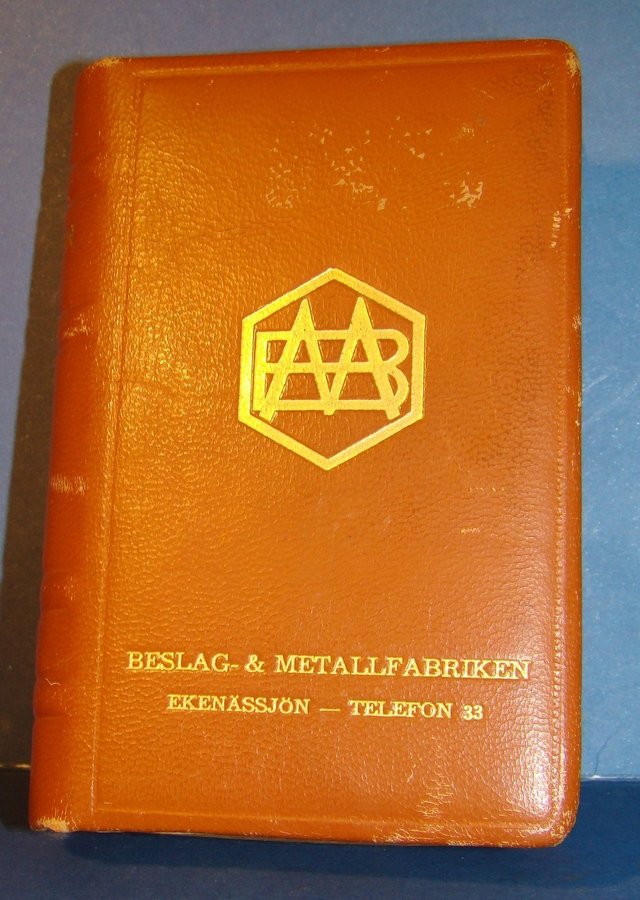 BESLAG- & METALLFABRIKEN
EKENÄSSJÖN — TELEFON 33